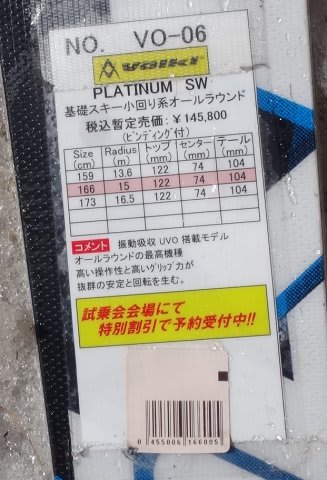 NO. VO-06
VÖLKL
PLATINUM SW
基礎スキー小回り系オールラウンド
税込暫定売価：￥145,800
(ビンディング付)
Size (cm) Radius (m) トップ (mm) センター (mm) テール (mm)
159 13.6 122 74 104
166 15 122 74 104
173 16.5 122 74 104
コメント 振動吸収UVO搭載モデル
オールラウンドの最高機種
高い操作性と高いグリップ力が
抜群の安定と回転を生む。
試乗会会場にて
特別割引で予約受付中!!
0 455006 166005